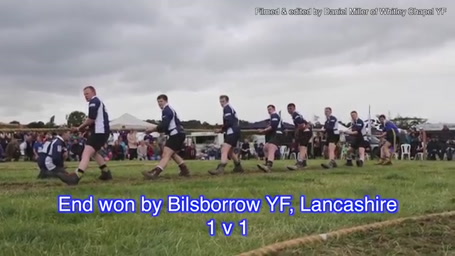 Filmed & edited by Daniel Miller of Whitley Chapel YF
End won by Bilsborrow YF, Lancashire
1 v 1